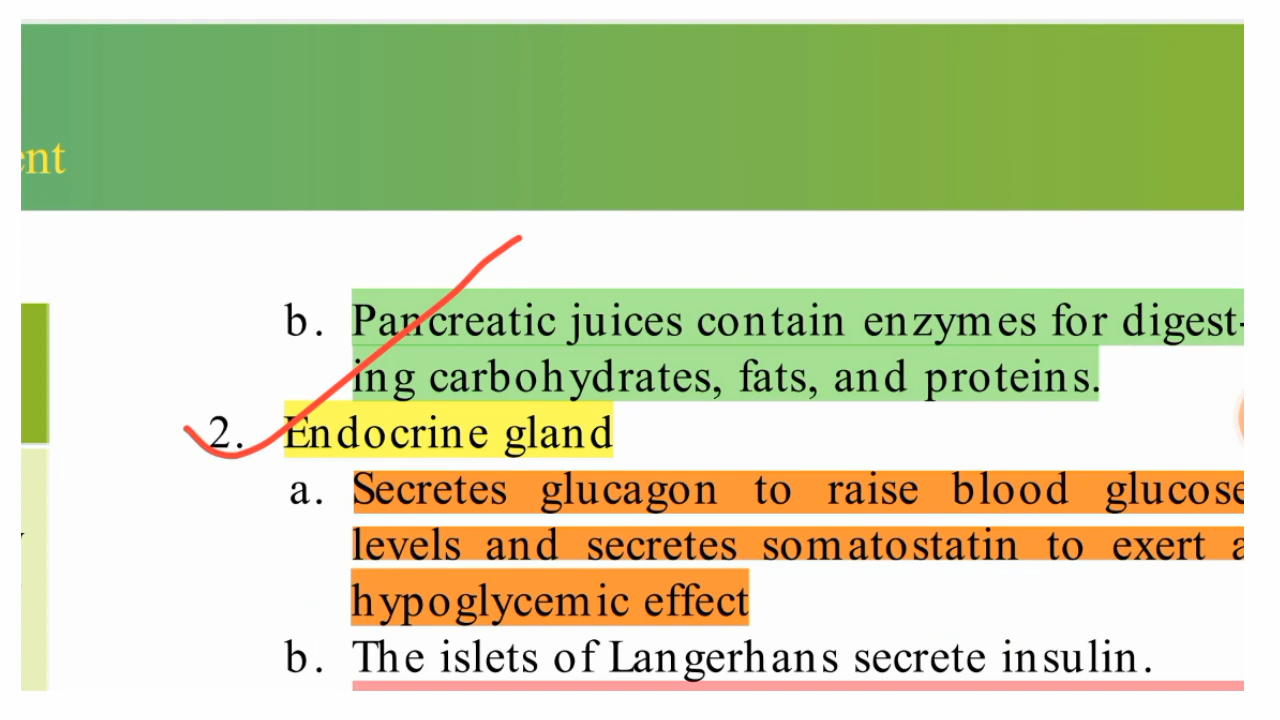 ent
b. Pancreatic juices contain enzymes for digest-
ing carbohydrates, fats, and proteins.
2. Endocrine gland
a. Secretes glucagon to raise blood glucose
levels and secretes somatostatin to exert a
hypoglycemic effect
b. The islets of Langerhans secrete insulin.